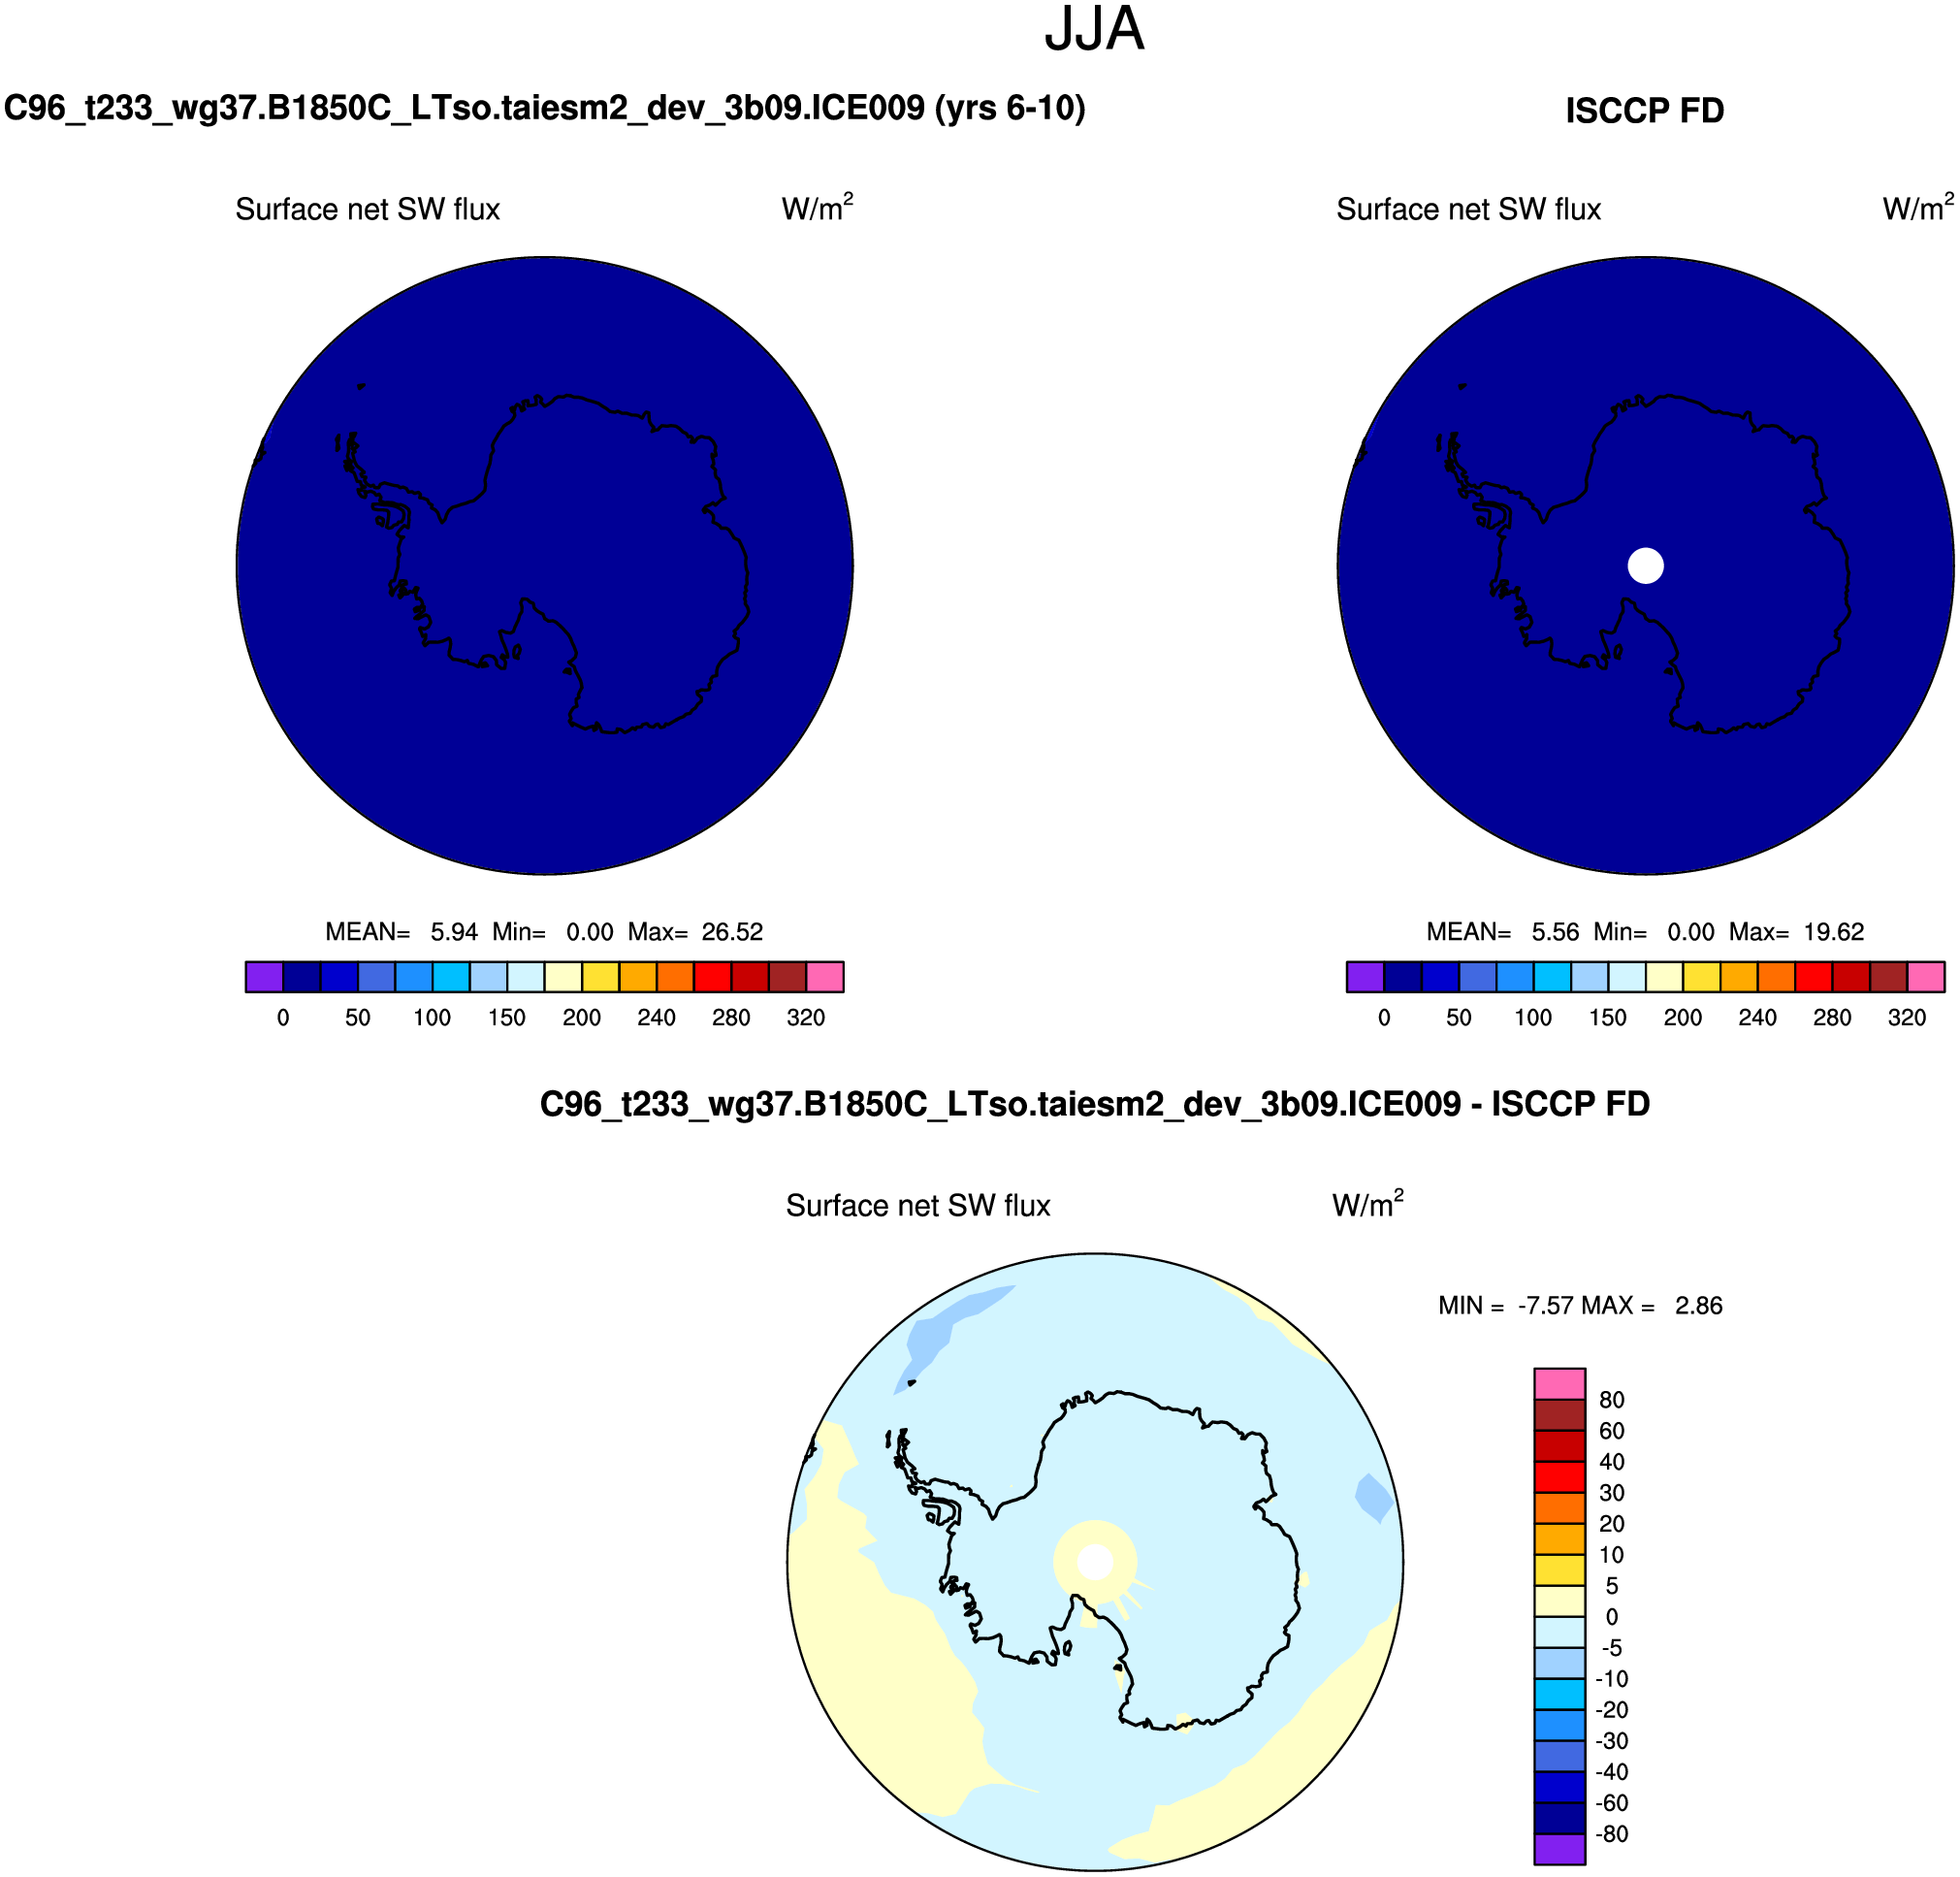 JJA
C96_t233_wg37.B1850C_LTso.taiesm2_dev_3b09.ICE009 (yrs 6-10)
ISCCP FD
Surface net SW flux W/m2
Surface net SW flux W/m2
MEAN= 5.94 Min= 0.00 Max= 26.52
MEAN= 5.56 Min= 0.00 Max= 19.62
0 50 100 150 200 240 280 320
0 50 100 150 200 240 280 320
C96_t233_wg37.B1850C_LTso.taiesm2_dev_3b09.ICE009 - ISCCP FD
Surface net SW flux W/m2
MIN = -7.57 MAX = 2.86
80
60
40
30
20
10
5
0
-5
-10
-20
-30
-40
-60
-80